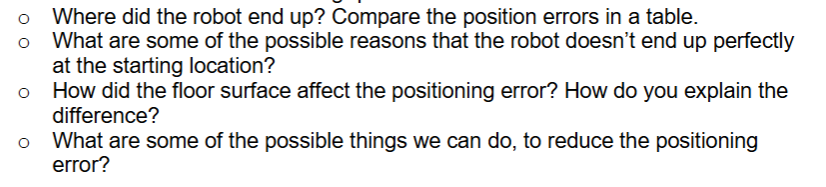 o Where did the robot end up? Compare the position errors in a table.
o What are some of the possible reasons that the robot doesn’t end up perfectly
at the starting location?
o How did the floor surface affect the positioning error? How do you explain the
difference?
o What are some of the possible things we can do, to reduce the positioning
error?